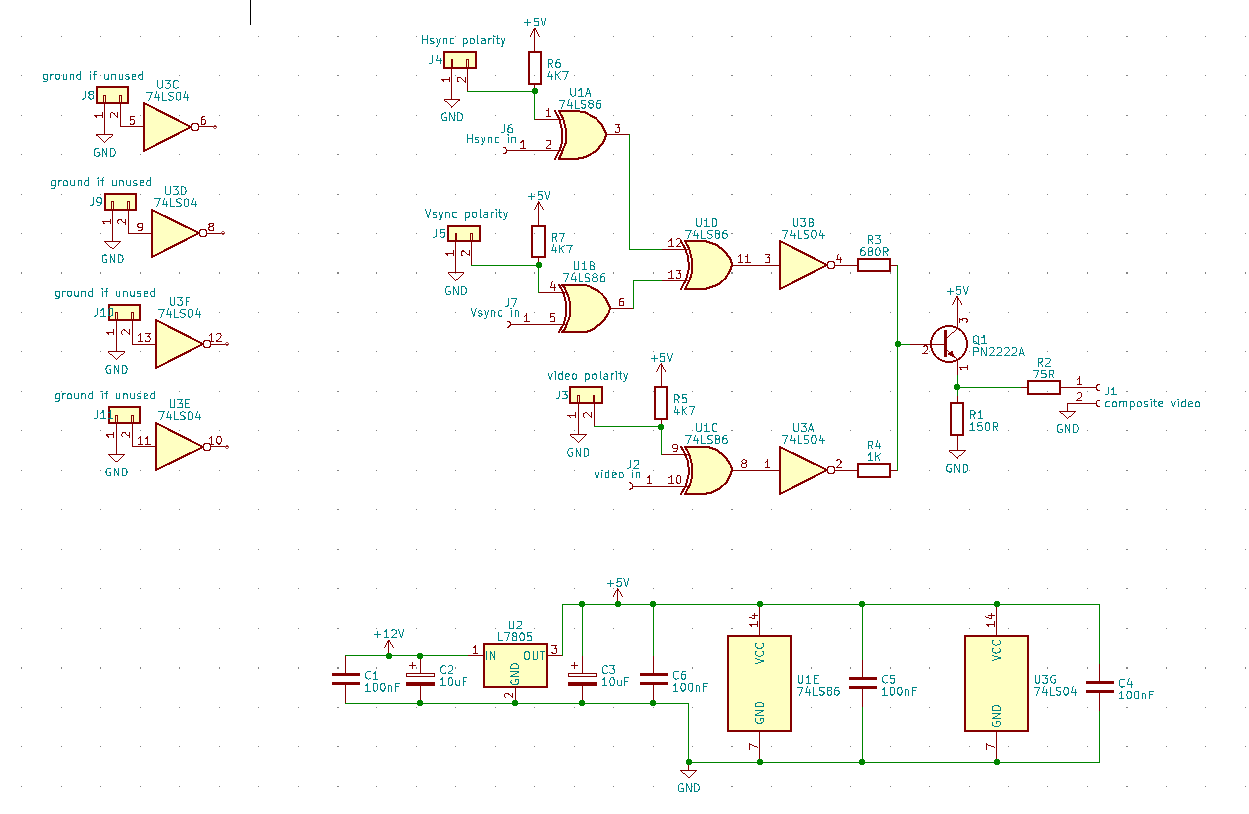 ground if unused
U3C
74LS04
J8
1
2
5
6
GND
ground if unused
U3D
74LS04
J9
1
2
9
8
GND
ground if unused
U3F
74LS04
J10
1
2
13
12
GND
ground if unused
U3E
74LS04
J11
1
2
11
10
GND
+5V
Hsync polarity
J4
R6
4K7
1
2
GND
U1A
74LS86
1
3
J6
Hsync in
1
2
+5V
Vsync polarity
J5
R7
4K7
1
2
GND
U1B
74LS86
4
6
J7
Vsync in
1
5
U1D
74LS86
12
13
11
U3B
74LS04
3
4
R3
680R
+5V
3
Q1
PN2222A
2
1
R2
75R
1
2
J1
composite video
GND
R1
150R
GND
+5V
video polarity
J3
R5
4K7
1
2
GND
U1C
74LS86
9
8
J2
video in
1
10
U3A
74LS04
1
2
R4
1K
+5V
+12V
U2
L7805
1
IN
OUT
3
GND
2
C1
100nF
+
C2
10uF
+
C3
10uF
C6
100nF
14
VCC
U1E
74LS86
GND
7
C5
100nF
14
VCC
U3G
74LS04
GND
7
C4
100nF
GND